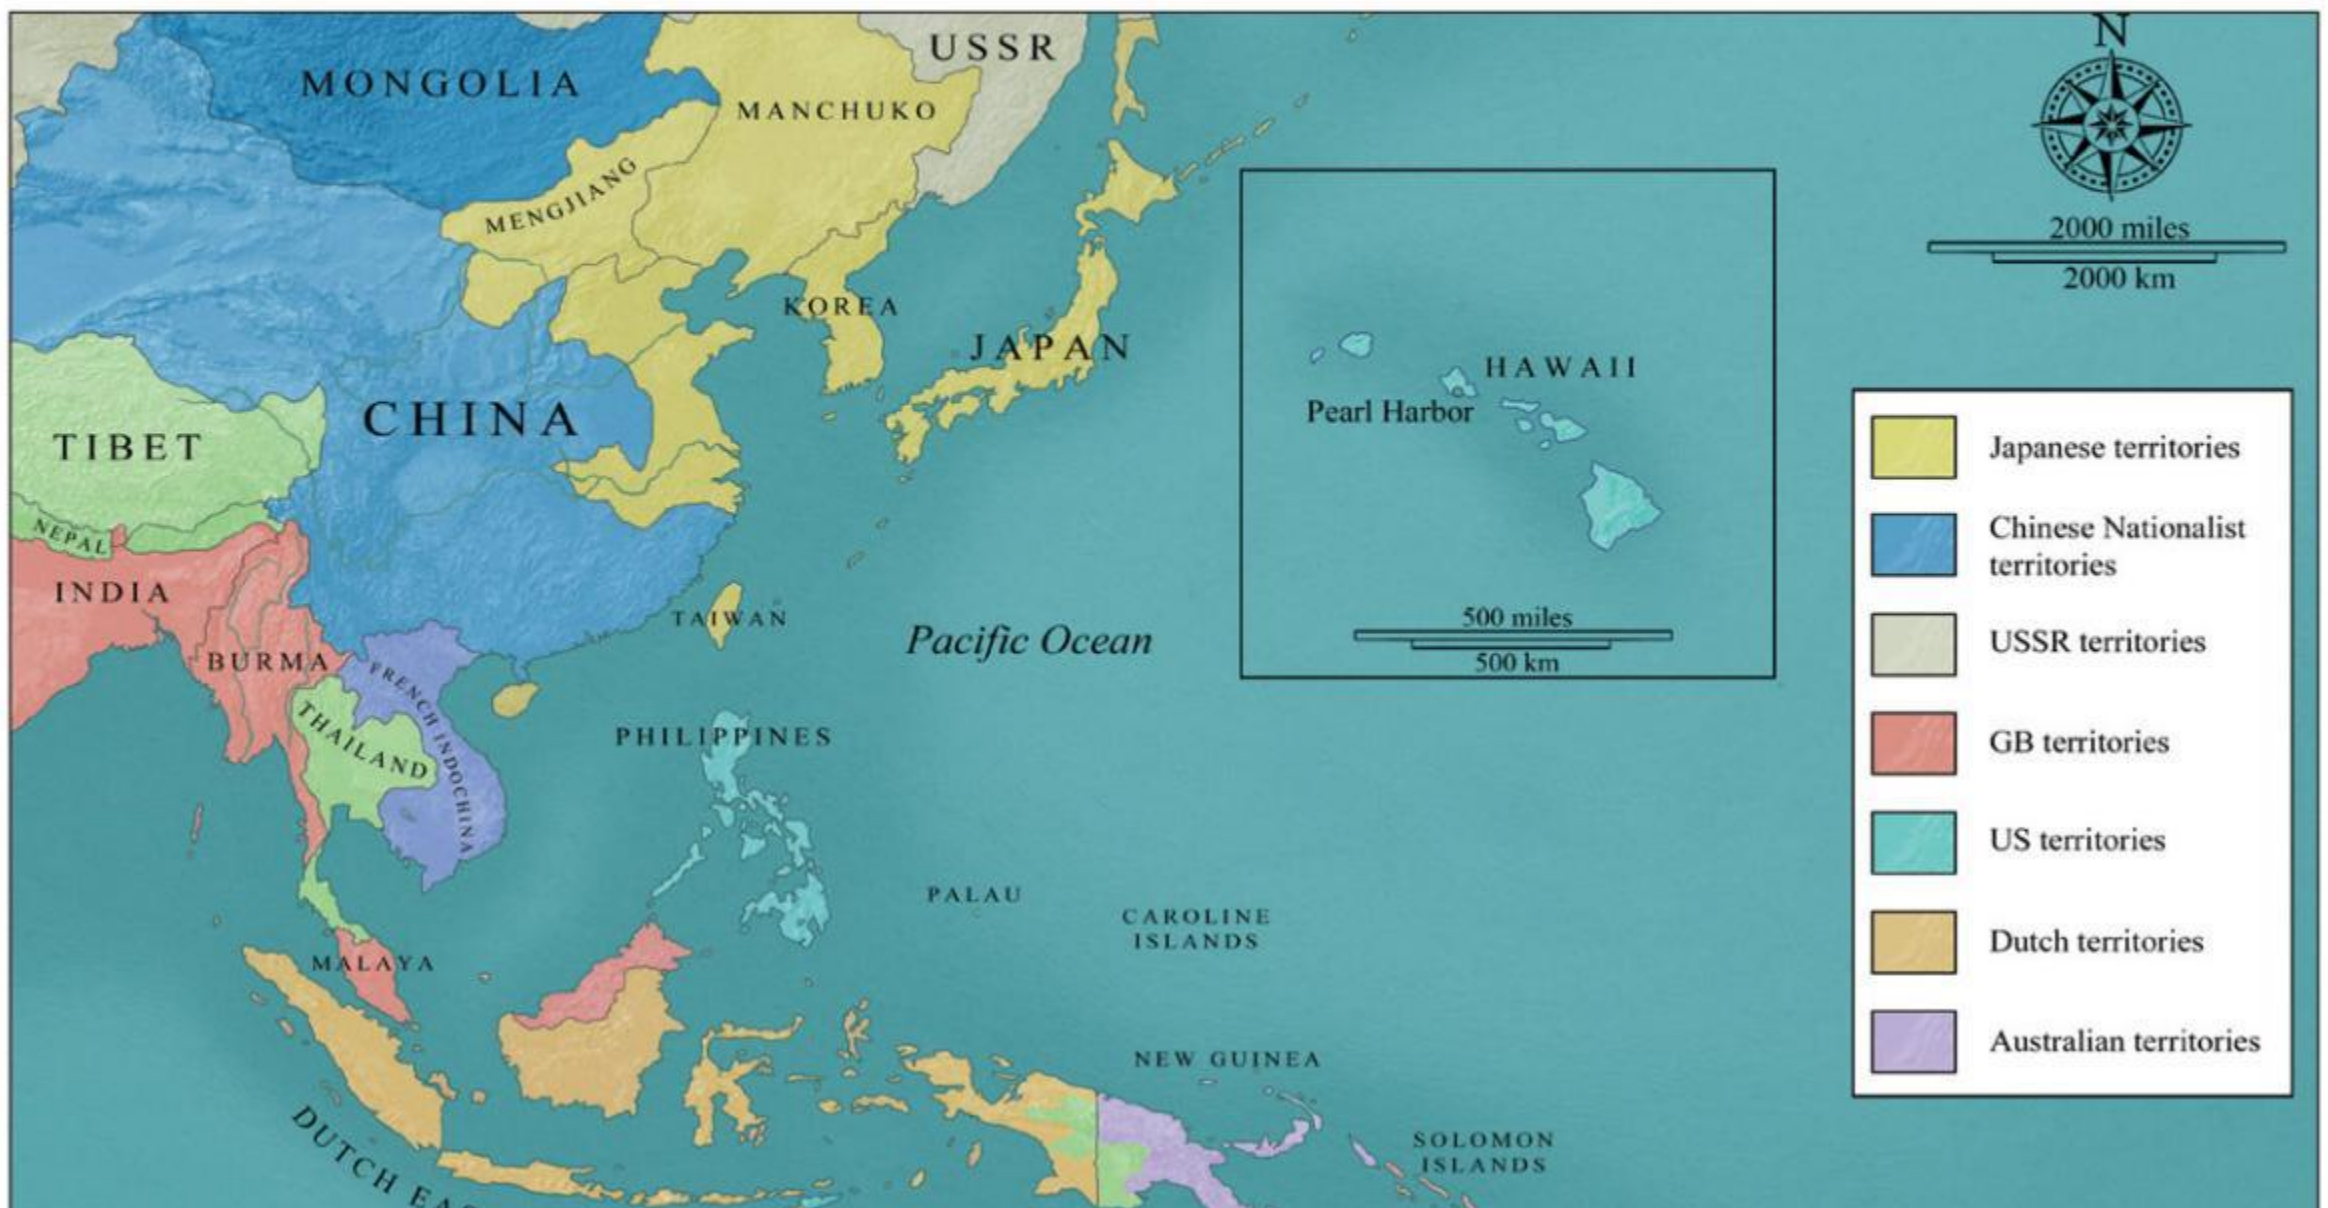 MONGOLIA
USSR
N
MANCHUKO
MENGJIANG
2000 miles
2000 km
KOREA
JAPAN
HAWAII
Pearl Harbor
CHINA
TIBET
NEPAL
INDIA
TAIWAN
Pacific Ocean
500 miles
500 km
BURMA
FRENCH INDOCHINA
THAILAND
PHILIPPINES
PALAU
CAROLINE
ISLANDS
MALAYA
NEW GUINEA
DUTCH
SOLOMON
ISLANDS
Japanese territories
Chinese Nationalist
territories
USSR territories
GB territories
US territories
Dutch territories
Australian territories